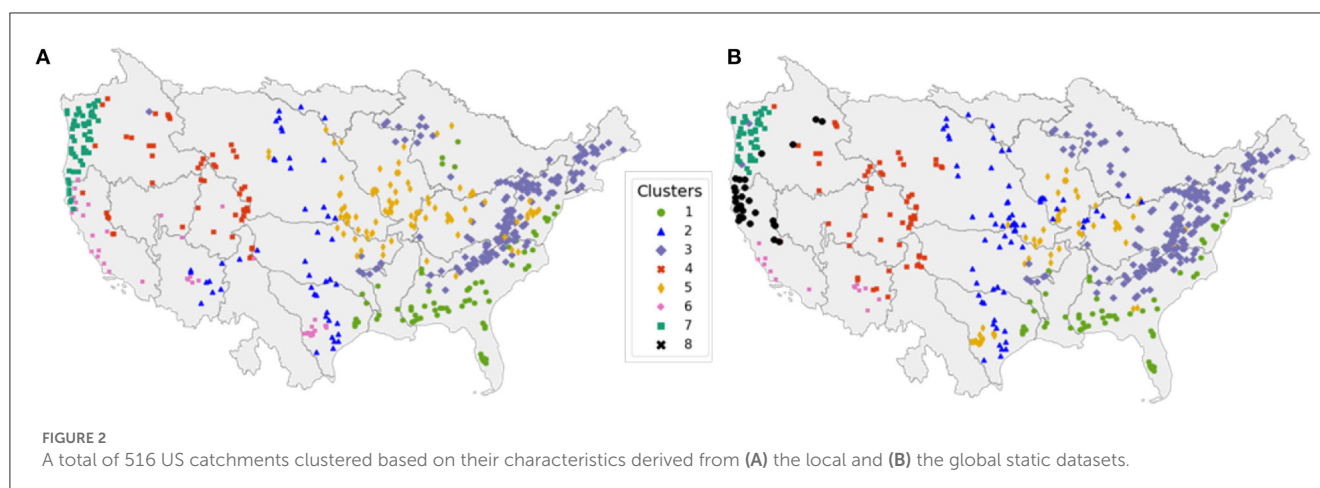 A
B
Clusters
1
2
3
4
5
6
7
8
FIGURE 2
A total of 516 US catchments clustered based on their characteristics derived from (A) the local and (B) the global static datasets.